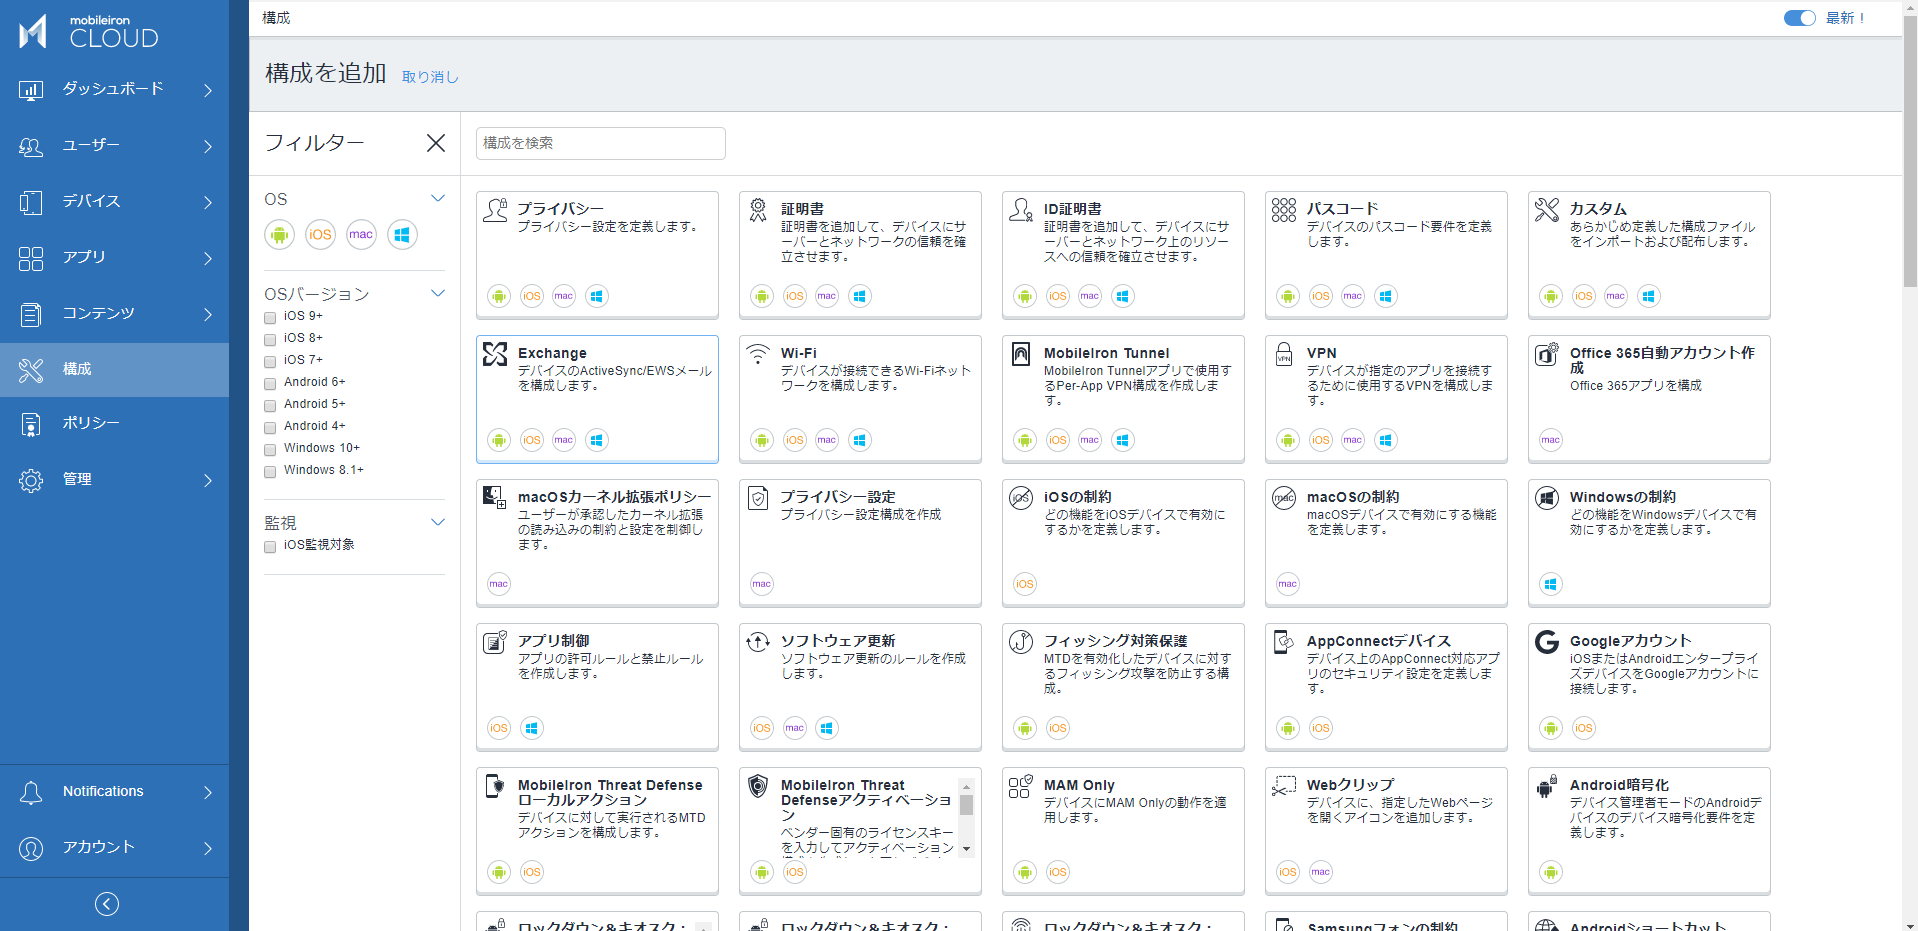 mobileiron
CLOUD
ダッシュボード
ユーザー
デバイス
アプリ
コンテンツ
構成
ポリシー
管理
Notifications
アカウント
構成
最新！
構成を追加
取り消し
フィルター
OS
iOS
mac
OSバージョン
iOS 9+
iOS 8+
iOS 7+
Android 6+
Android 5+
Android 4+
Windows 10+
Windows 8.1+
監視
iOS監視対象
構成を検索
プライバシー
プライバシー設定を定義します。
iOS
mac
証明書
証明書を追加して、デバイスにサ
ーバーとネットワークの信頼を確
立させます。
iOS
mac
ID証明書
証明書を追加して、デバイスにサ
ーバーとネットワーク上のリソー
スへの信頼を確立させます。
iOS
mac
パスコード
デバイスのパスコード要件を定義
します。
iOS
mac
カスタム
あらかじめ定義した構成ファイル
をインポートおよび配布します。
iOS
mac
Exchange
デバイスのActiveSync/EWSメール
を構成します。
iOS
mac
Wi-Fi
デバイスが接続できるWi-Fiネット
ワークを構成します。
iOS
mac
MobileIron Tunnel
MobileIron Tunnelアプリで使用す
るPer-App VPN構成を作成しま
す。
iOS
mac
VPN
VPN
デバイスが指定のアプリを接続す
るために使用するVPNを構成しま
す。
iOS
mac
Office 365自動アカウント作
成
Office 365アプリを構成
mac
macOSカーネル拡張ポリシー
ユーザーが承認したカーネル拡張
の読み込みの制約と設定を制御し
ます。
mac
プライバシー設定
プライバシー設定構成を作成
mac
iOS
iOSの制約
どの機能をiOSデバイスで有効に
するかを定義します。
iOS
mac
macOSの制約
macOSデバイスで有効にする機能
を定義します。
mac
Windowsの制約
どの機能をWindowsデバイスで有
効にするかを定義します。
アプリ制御
アプリの許可ルールと禁止ルール
を作成します。
iOS
ソフトウェア更新
ソフトウェア更新のルールを作成
します。
iOS
mac
フィッシング対策保護
MTDを有効化したデバイスに対す
るフィッシング攻撃を防止する構
成。
iOS
AppConnectデバイス
デバイス上のAppConnect対応アプ
リのセキュリティ設定を定義しま
す。
iOS
Googleアカウント
iOSまたはAndroidエンタープライ
ズデバイスをGoogleアカウントに
接続します。
iOS
MobileIron Threat Defense
ローカルアクション
デバイスに対して実行されるMTD
アクションを構成します。
iOS
MobileIron Threat
Defenseアクティベーショ
ン
ベンダー固有のライセンスキー
を入力してアクティベーション
iOS
MAM Only
デバイスにMAM Onlyの動作を適
用します。
iOS
Webクリップ
デバイスに、指定したWebページ
を開くアイコンを追加します。
iOS
mac
Android暗号化
デバイス管理者モードのAndroidデ
バイスのデバイス暗号化要件を定
義します。
ロックダウン＆キオスク：
ロックダウン＆キオスク：
ロックダウン＆キオスク：
Samsungフォンの制約
Androidショートカット